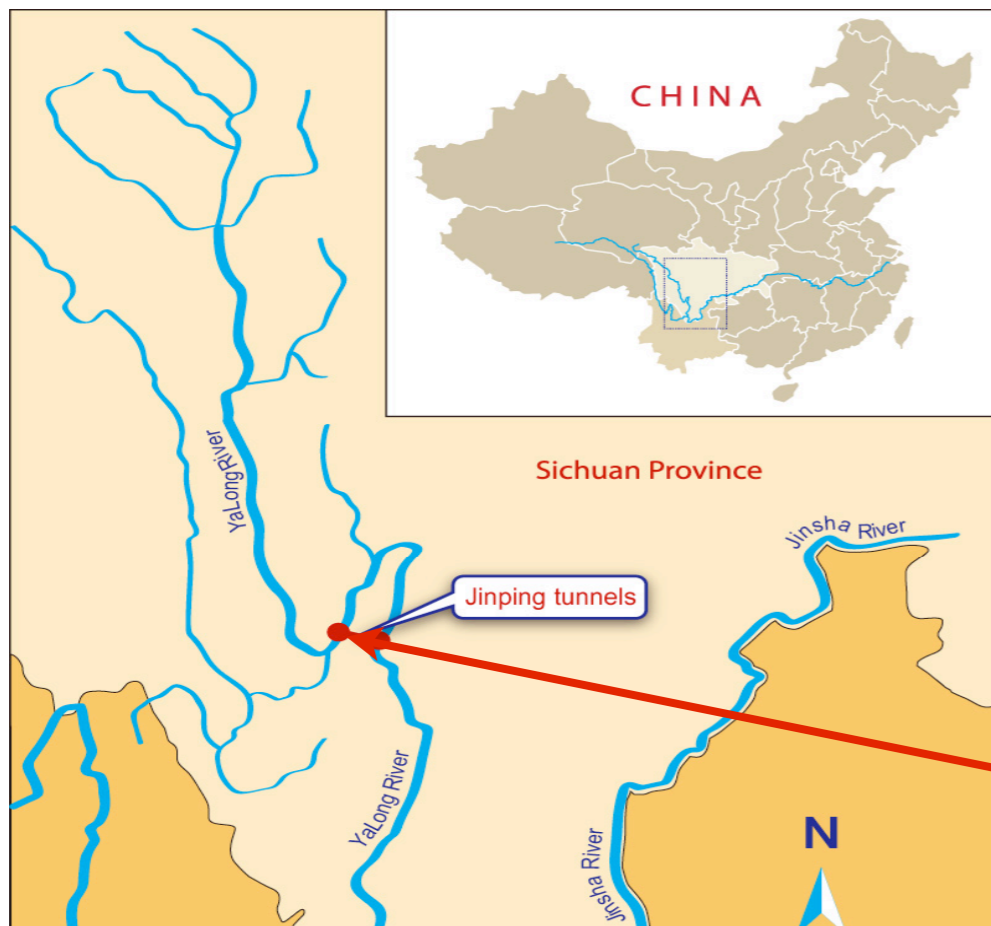 CHINA
Sichuan Province
YaLongRiver
Jinsha River
Jinping tunnels
YaLong River
Jinsha River
N